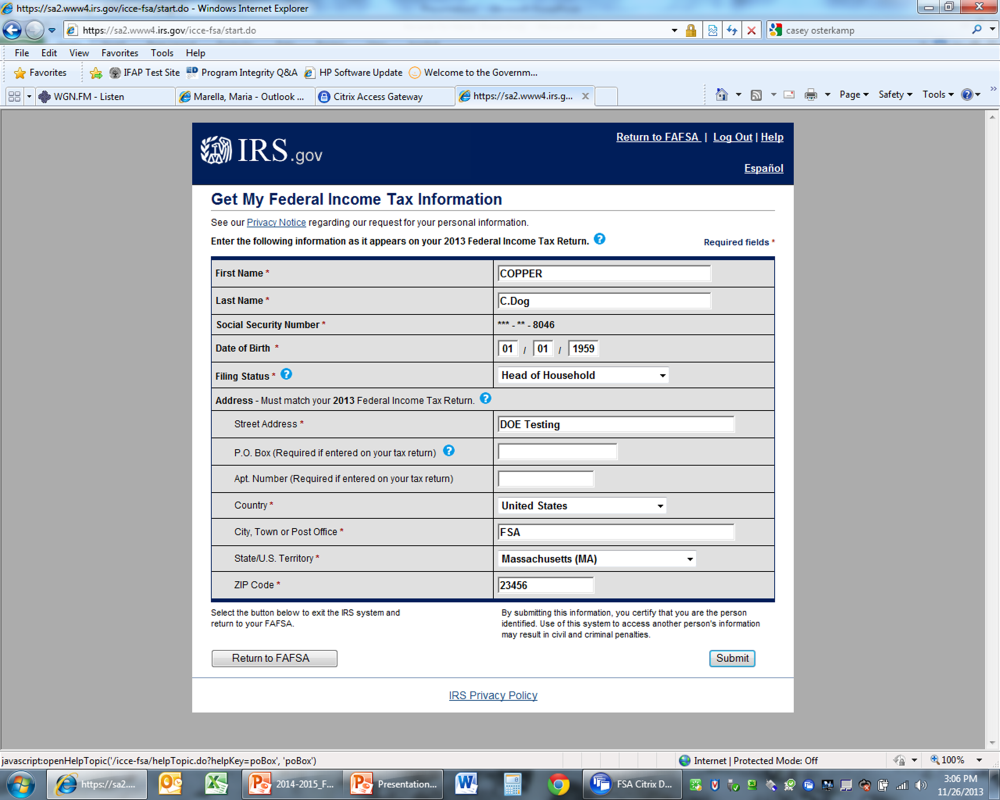 https://sa2.www4.irs.gov/icce-fsa/start.do - Windows Internet Explorer
https://sa2.www4.irs.gov/icce-fsa/start.do
casey osterkamp
File Edit View Favorites Tools Help
Favorites IFAP Test Site Program Integrity Q&A HP Software Update Welcome to the Governm...
WGN.FM - Listen Marella, Maria - Outlook ... Citrix Access Gateway https://sa2.www4.irs.g... Page Safety Tools
IRS.gov
Return to FAFSA | Log Out | Help
Español
Get My Federal Income Tax Information
See our Privacy Notice regarding our request for your personal information.
Enter the following information as it appears on your 2013 Federal Income Tax Return. ? Required fields *
First Name * COPPER
Last Name * C.Dog
Social Security Number * *** - ** - 8046
Date of Birth * 01 / 01 / 1959
Filing Status * ? Head of Household
Address - Must match your 2013 Federal Income Tax Return. ?
Street Address * DOE Testing
P.O. Box (Required if entered on your tax return) ?
Apt. Number (Required if entered on your tax return)
Country * United States
City, Town or Post Office * FSA
State/U.S. Territory * Massachusetts (MA)
ZIP Code * 23456
Select the button below to exit the IRS system and
return to your FAFSA.
By submitting this information, you certify that you are the person
identified. Use of this system to access another person's information
may result in civil and criminal penalties.
Return to FAFSA
Submit
IRS Privacy Policy
javascript:openHelpTopic('/icce-fsa/helpTopic.do?helpKey=poBox', 'poBox') Internet | Protected Mode: Off 100%
https://sa2.... 2014-2015_F... Presentation... FSA Citrix D... 3:06 PM
11/26/2013